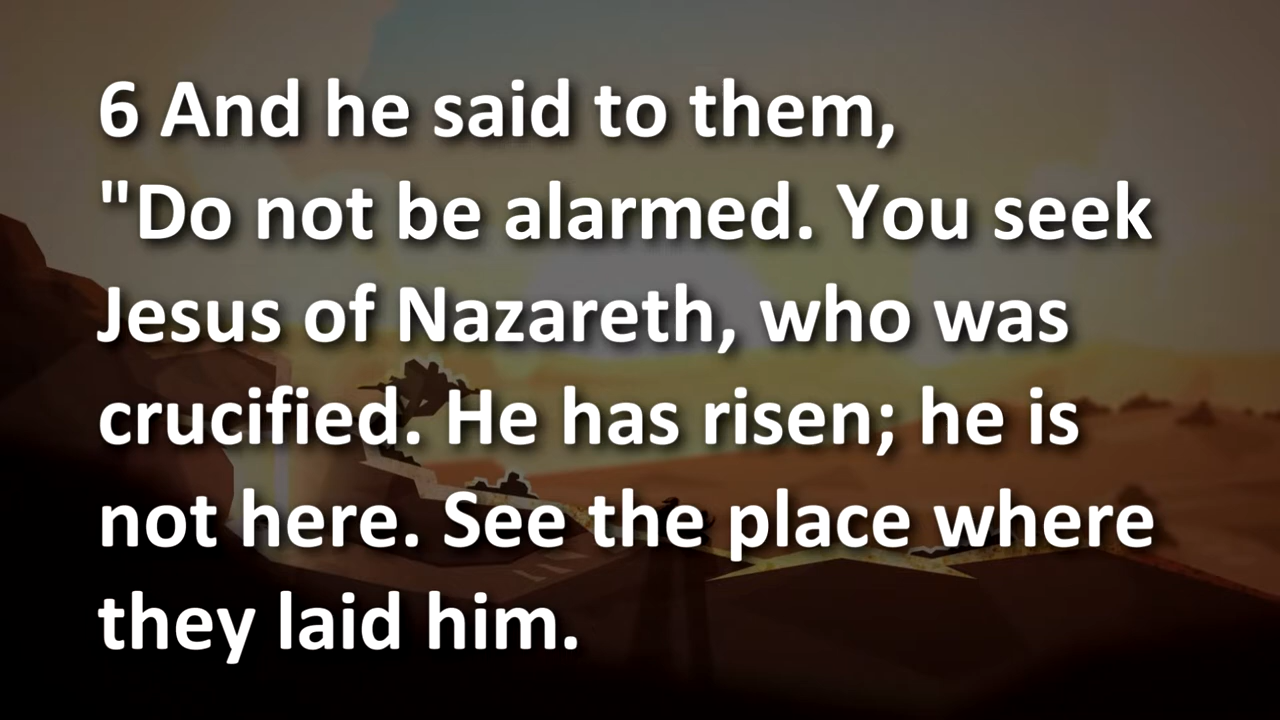 6 And he said to them,
"Do not be alarmed. You seek
Jesus of Nazareth, who was
crucified. He has risen; he is
not here. See the place where
they laid him.